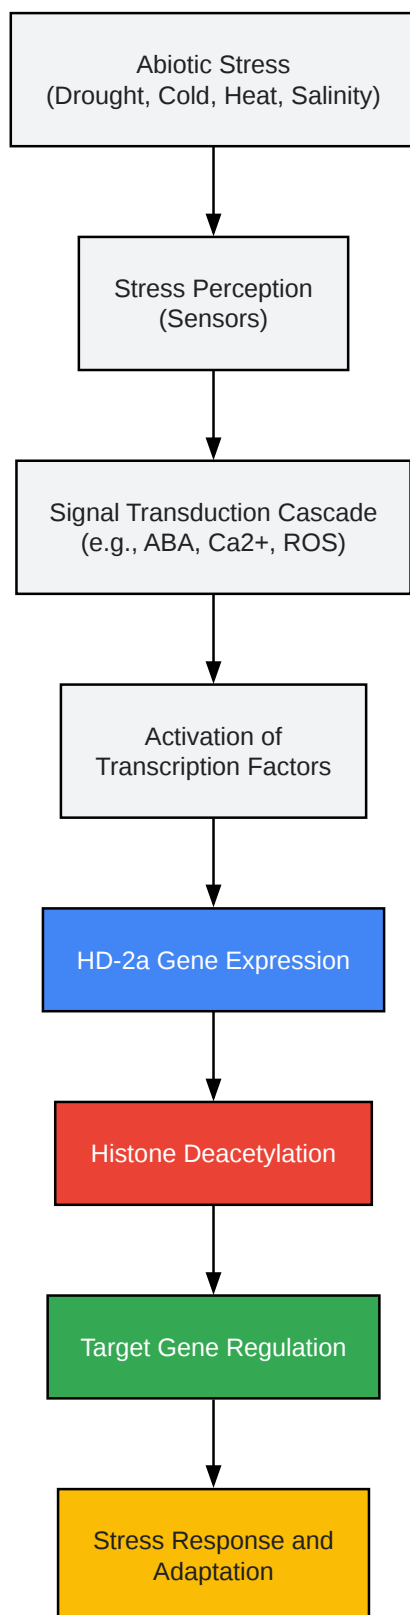 Abiotic Stress
(Drought, Cold, Heat, Salinity)
Stress Perception
(Sensors)
Signal Transduction Cascade
(e.g., ABA, Ca2+, ROS)
Activation of
Transcription Factors
HD-2a Gene Expression
Histone Deacetylation
Target Gene Regulation
Stress Response and
Adaptation